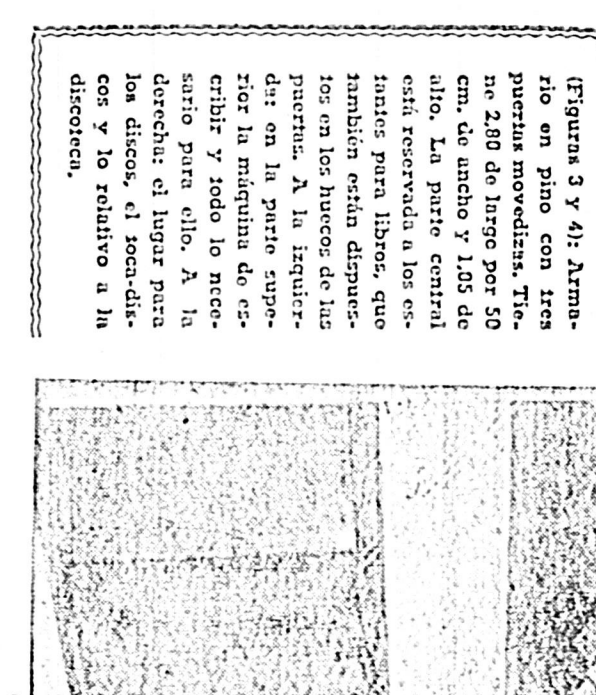 (Figuras 3 y 4): Arma-
rio en pino con tres
puertas movedizas. Tie-
ne 2,80 de largo por 50
cm. de ancho y 1,05 de
alto. La parte central
está reservada a los es-
tantes para libros, que
también están dispues-
tos en los huecos de las
puertas. A la izquier-
da: en la parte supe-
rior la máquina de es-
cribir y todo lo nece-
sario para ello. A la
derecha: el lugar para
los discos, el toca-dis-
cos y lo relativo a la
discoteca.